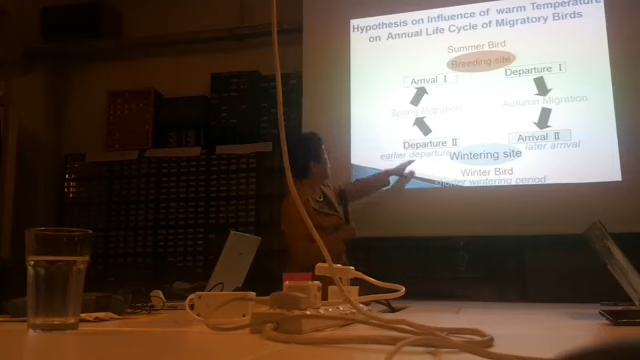 Hypothesis on Influence of warm Temperature
on Annual Life Cycle of Migratory Birds
Summer Bird
Breeding site
Arrival Ⅰ
Departure Ⅰ
Spring Migration
Autumn Migration
Departure Ⅱ
Arrival Ⅱ
earlier departure
Wintering site
later arrival
Winter Bird
shorter wintering period